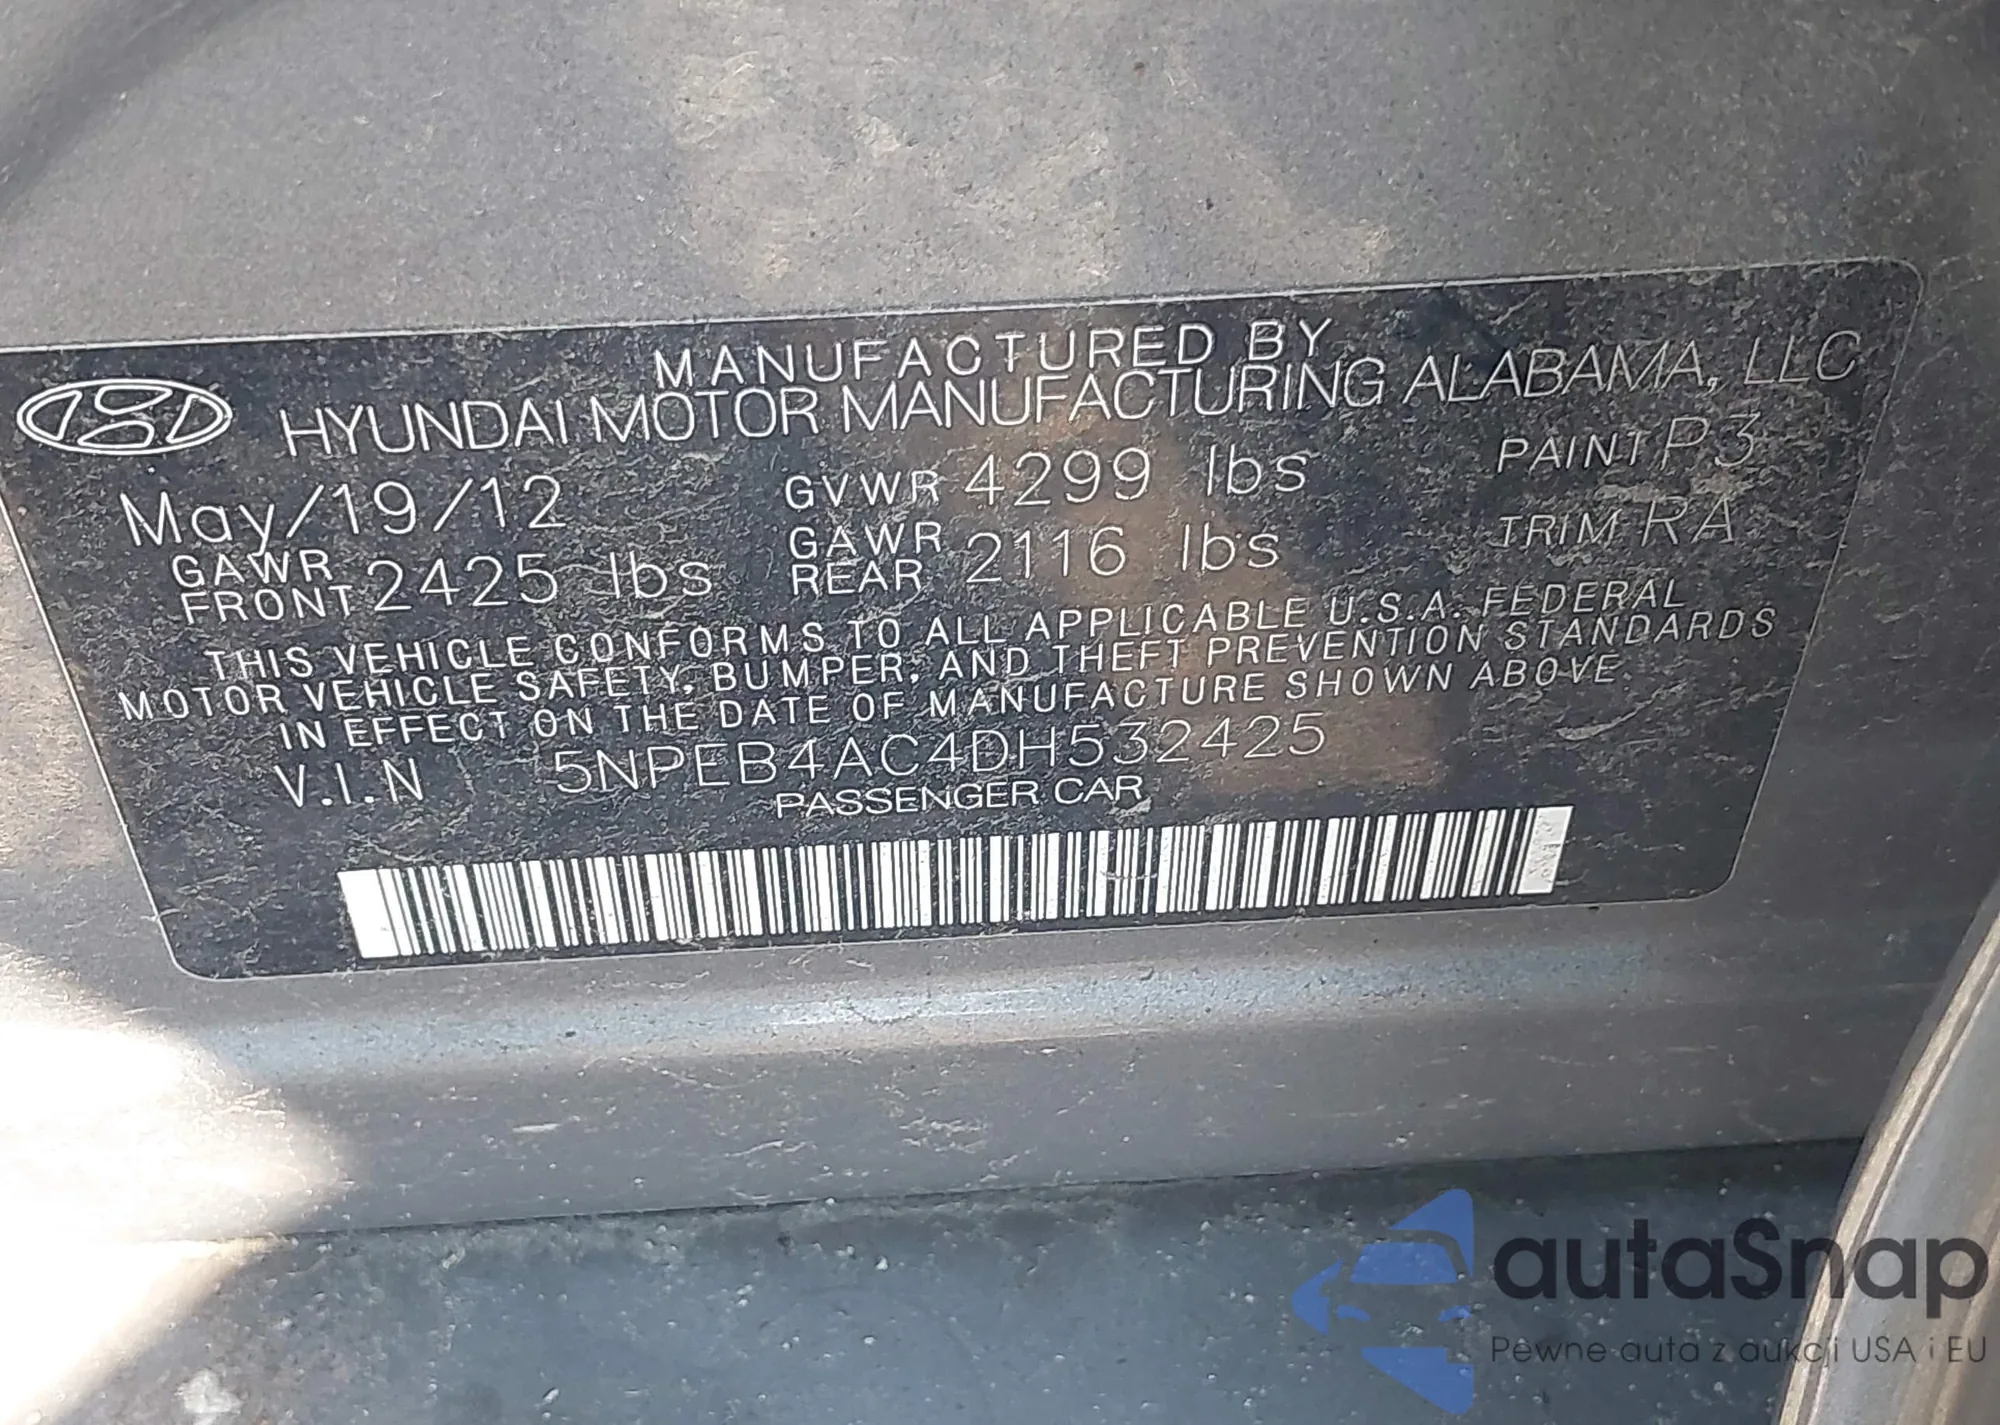 MANUFACTURED BY
HYUNDAI MOTOR MANUFACTURING ALABAMA, LLC
May/19/12 GVWR 4299 lbs PAINT P3
GAWR FRONT 2425 lbs GAWR REAR 2116 lbs TRIM RA
THIS VEHICLE CONFORMS TO ALL APPLICABLE U.S.A. FEDERAL
MOTOR VEHICLE SAFETY, BUMPER, AND THEFT PREVENTION STANDARDS
IN EFFECT ON THE DATE OF MANUFACTURE SHOWN ABOVE.
V.I.N 5NPEB4AC4DH532425
PASSENGER CAR
autaSnap
Pewne auta z aukcji USA i EU